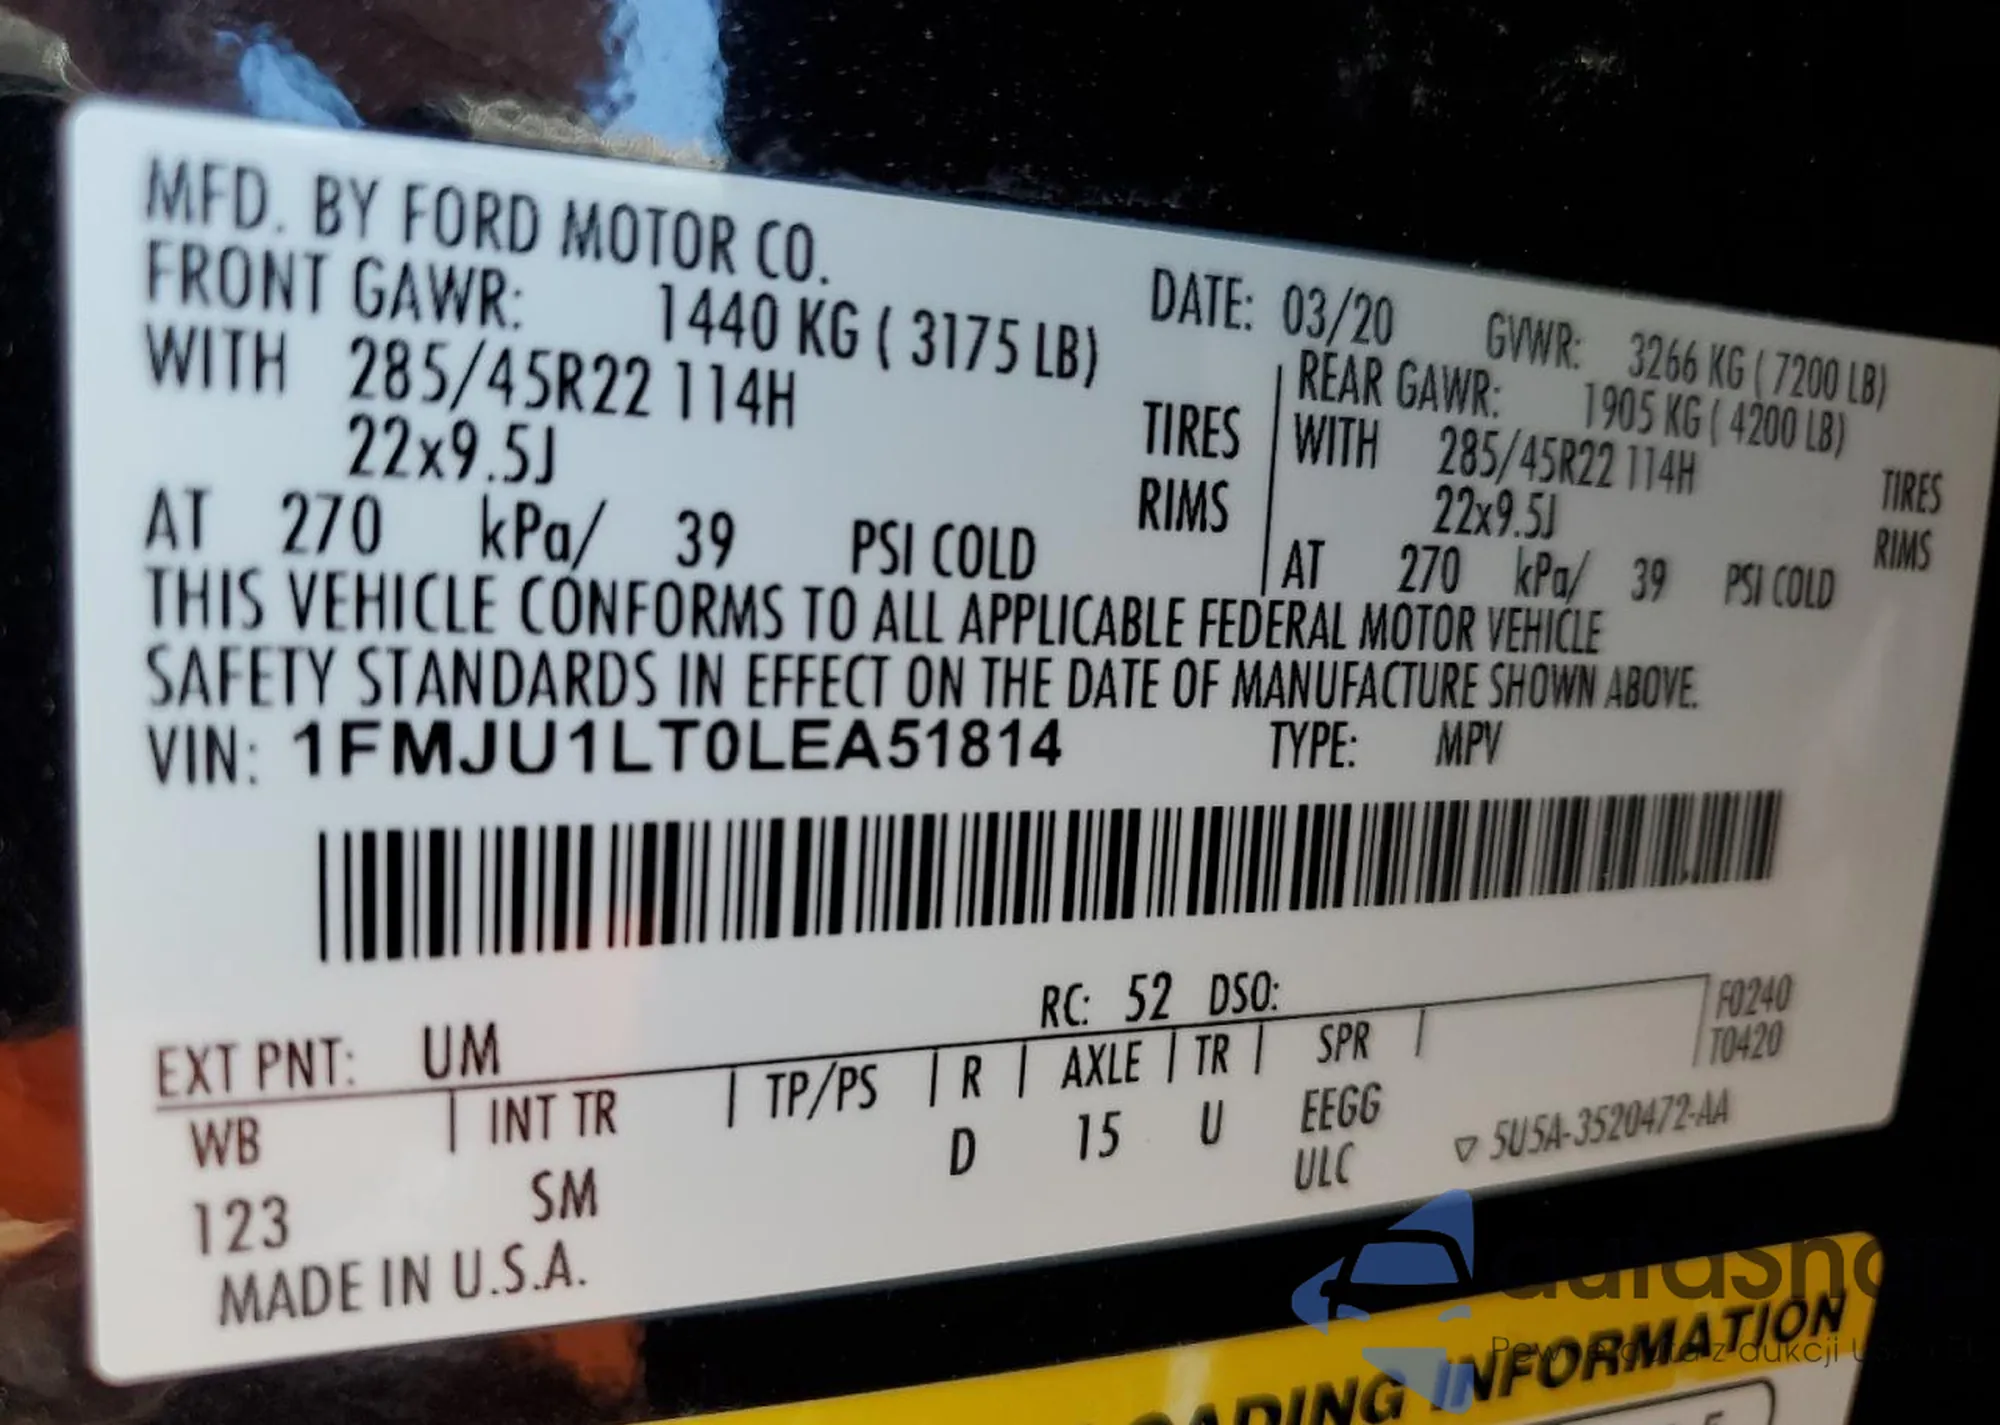 MFD. BY FORD MOTOR CO.
DATE: 03/20 GVWR: 3266 KG ( 7200 LB)
FRONT GAWR: 1440 KG ( 3175 LB)
REAR GAWR: 1905 KG ( 4200 LB)
WITH 285/45R22 114H TIRES
WITH 285/45R22 114H TIRES
22x9.5J RIMS
22x9.5J RIMS
AT 270 kPa/ 39 PSI COLD
AT 270 kPa/ 39 PSI COLD
THIS VEHICLE CONFORMS TO ALL APPLICABLE FEDERAL MOTOR VEHICLE
SAFETY STANDARDS IN EFFECT ON THE DATE OF MANUFACTURE SHOWN ABOVE.
VIN: 1FMJU1LT0LEA51814 TYPE: MPV
RC: 52 DSO:
F0240
T0420
EXT PNT: UM
WB INT TR TP/PS R AXLE TR SPR
123 SM D 15 U EEGG
ULC
5U5A-3520472-AA
MADE IN U.S.A.
autashop
z aukcji
LOADING INFORMATION